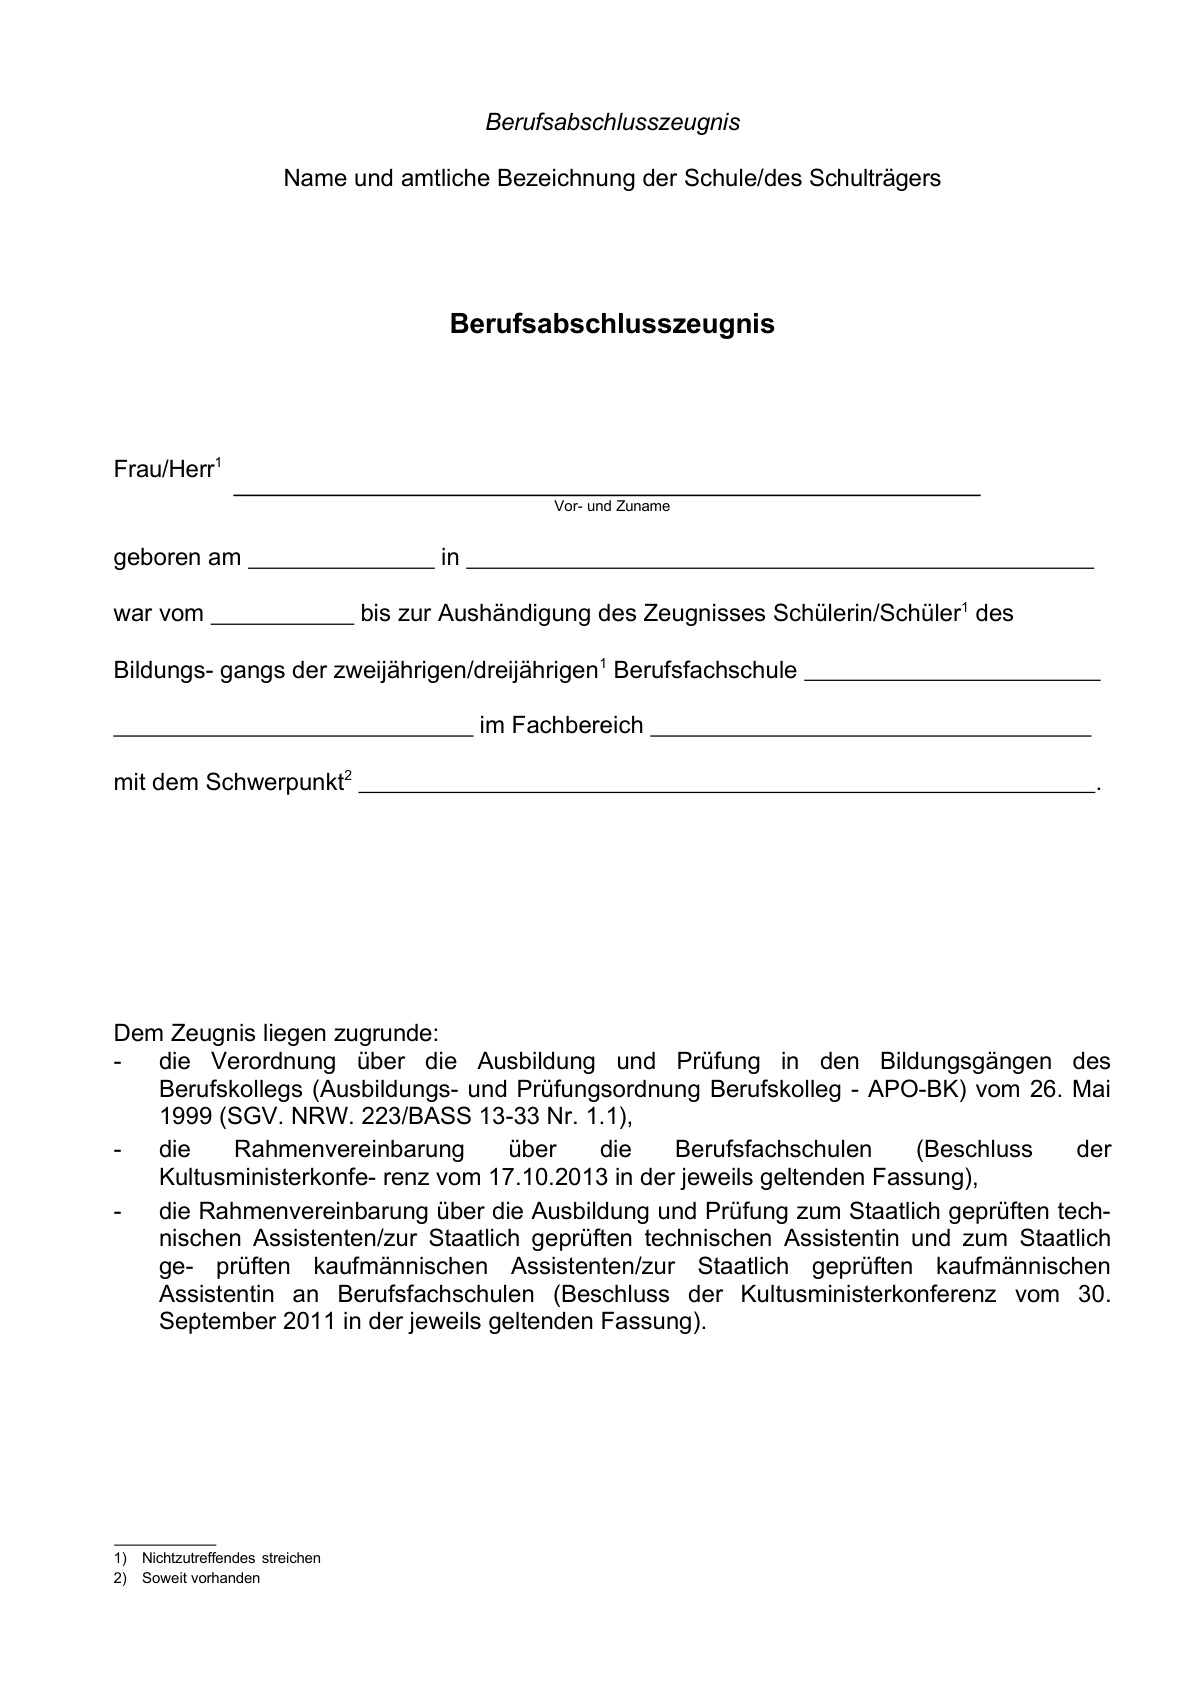 Berufsabschlusszeugnis
Name und amtliche Bezeichnung der Schule/des Schulträgers
Berufsabschlusszeugnis
Frau/Herr¹ ______________________________
Vor- und Zuname
geboren am ______________ in ______________________________
war vom ___________ bis zur Aushändigung des Zeugnisses Schülerin/Schüler¹ des
Bildungs- gangs der zweijährigen/dreijährigen¹ Berufsfachschule ______________________
___________________________ im Fachbereich _________________________________
mit dem Schwerpunkt² ______________________________.
Dem Zeugnis liegen zugrunde:
- die Verordnung über die Ausbildung und Prüfung in den Bildungsgängen des
Berufskollegs (Ausbildungs- und Prüfungsordnung Berufskolleg - APO-BK) vom 26. Mai
1999 (SGV. NRW. 223/BASS 13-33 Nr. 1.1),
- die Rahmenvereinbarung über die Berufsfachschulen (Beschluss der
Kultusministerkonfe- renz vom 17.10.2013 in der jeweils geltenden Fassung),
- die Rahmenvereinbarung über die Ausbildung und Prüfung zum Staatlich geprüften tech-
nischen Assistenten/zur Staatlich geprüften technischen Assistentin und zum Staatlich
ge- prüften kaufmännischen Assistenten/zur Staatlich geprüften kaufmännischen
Assistentin an Berufsfachschulen (Beschluss der Kultusministerkonferenz vom 30.
September 2011 in der jeweils geltenden Fassung).
1) Nichtzutreffendes streichen
2) Soweit vorhanden